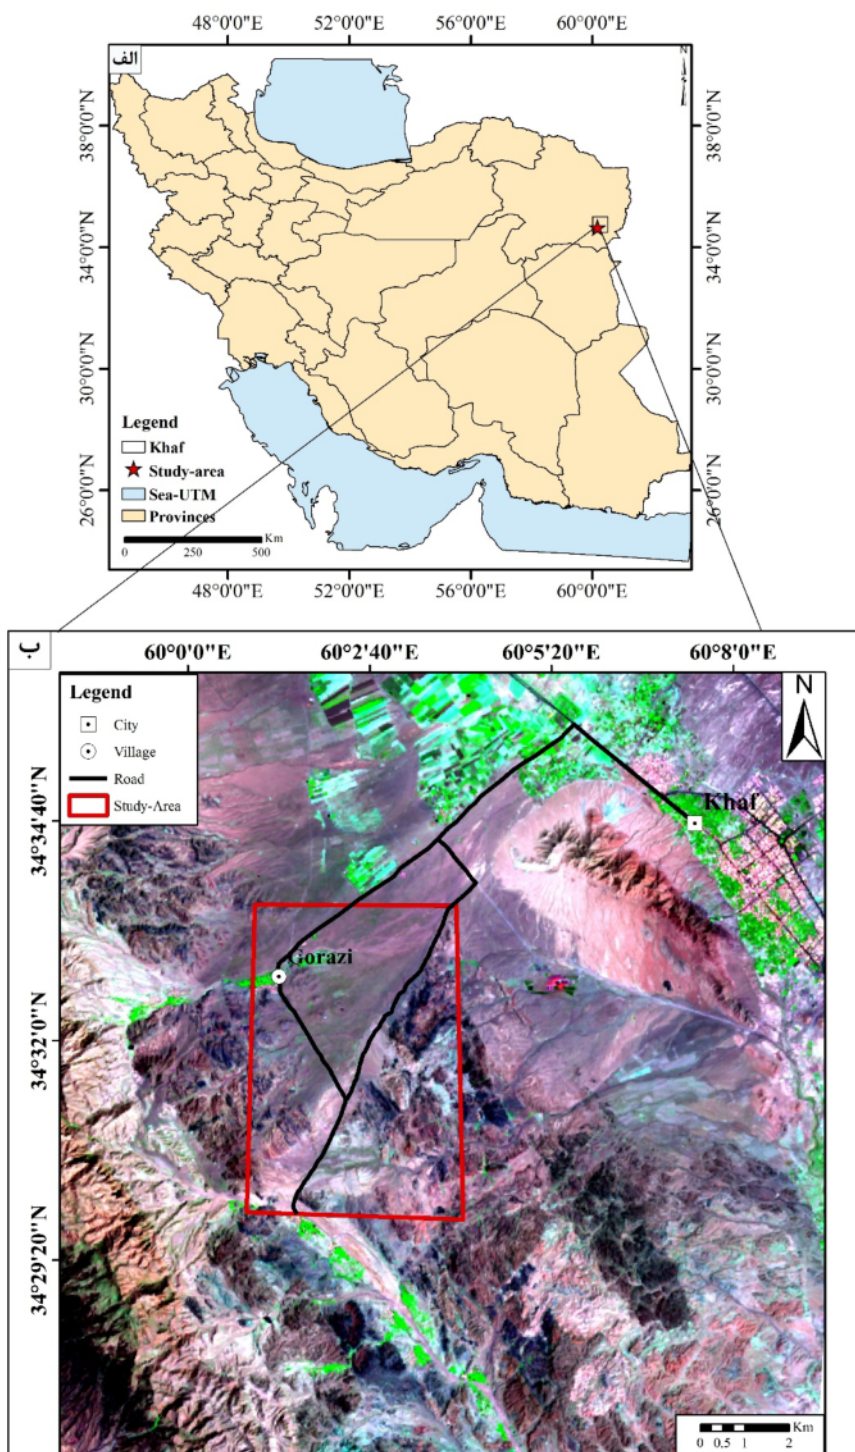 48°0'0"E 52°0'0"E 56°0'0"E 60°0'0"E
الف
N
38°0'0"N 38°0'0"N
34°0'0"N 34°0'0"N
30°0'0"N 30°0'0"N
26°0'0"N 26°0'0"N
Legend
Khaf
Study-area
Sea-UTM
Provinces
Km
0 250 500
48°0'0"E 52°0'0"E 56°0'0"E 60°0'0"E
ب
60°0'0"E 60°2'40"E 60°5'20"E 60°8'0"E
Legend
City
Village
Road
Study-Area
N
34°34'40"N
Khaf
Gorazi
34°32'0"N
34°29'20"N
Km
0 0.5 1 2